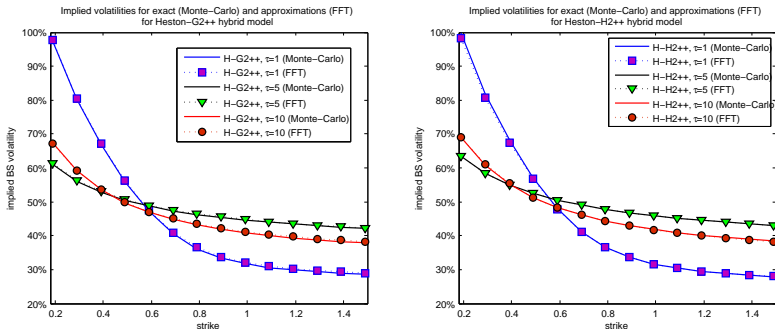 Implied volatilities for exact (Monte−Carlo) and approximations (FFT)
for Heston−G2++ hybrid model
100%
90%
80%
70%
60%
50%
40%
30%
20%
implied BS volatility
H−G2++, τ=1 (Monte−Carlo)
H−G2++, τ=1 (FFT)
H−G2++, τ=5 (Monte−Carlo)
H−G2++, τ=5 (FFT)
H−G2++, τ=10 (Monte−Carlo)
H−G2++, τ=10 (FFT)
0.2 0.4 0.6 0.8 1 1.2 1.4
strike
Implied volatilities for exact (Monte−Carlo) and approximations (FFT)
for Heston−H2++ hybrid model
100%
90%
80%
70%
60%
50%
40%
30%
20%
implied BS volatility
H−H2++, τ=1 (Monte−Carlo)
H−H2++, τ=1 (FFT)
H−H2++, τ=5 (Monte−Carlo)
H−H2++, τ=5 (FFT)
H−H2++, τ=10 (Monte−Carlo)
H−H2++, τ=10 (FFT)
0.2 0.4 0.6 0.8 1 1.2 1.4
strike